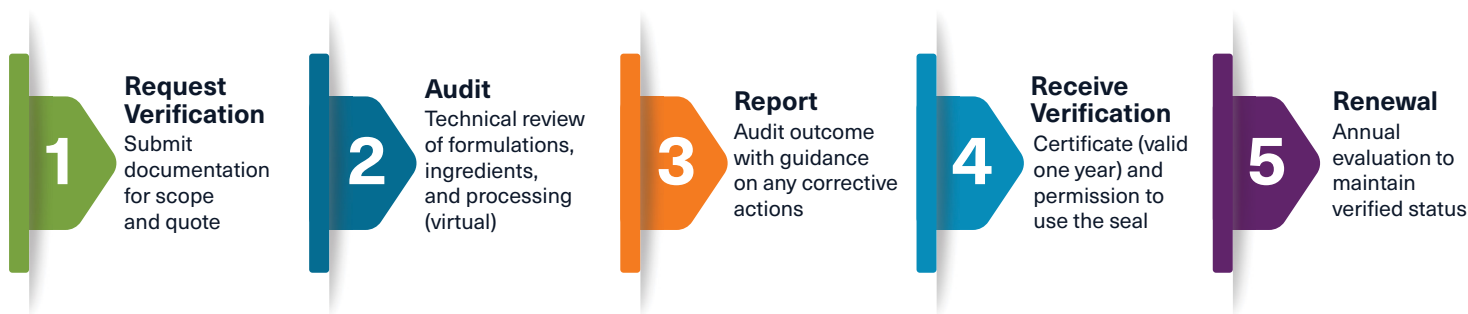 1
Request
Verification
Submit
documentation
for scope
and quote
2
Audit
Technical review
of formulations,
ingredients,
and processing
(virtual)
3
Report
Audit outcome
with guidance
on any corrective
actions
4
Receive
Verification
Certificate (valid
one year) and
permission to
use the seal
5
Renewal
Annual
evaluation to
maintain
verified status